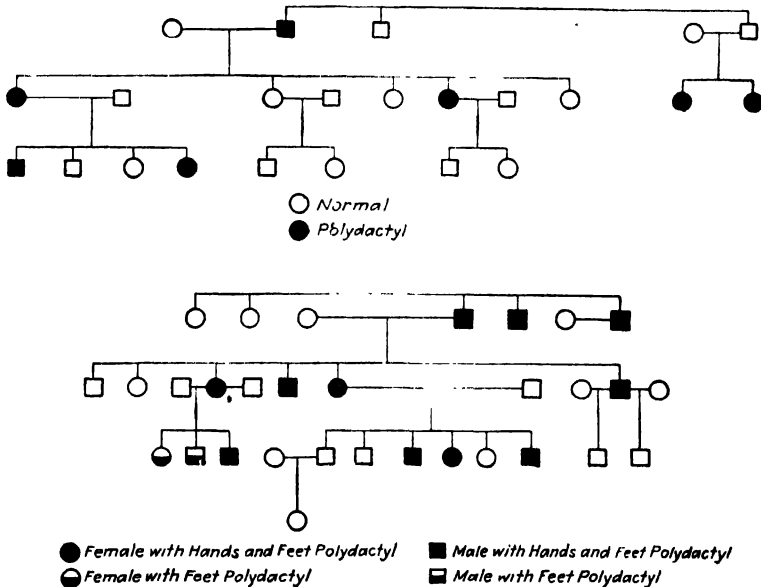 Normal
Pblydactyl
Female with Hands and Feet Polydactyl
Male with Hands and Feet Polydactyl
Female with Feet Polydactyl
Male with Feet Polydactyl